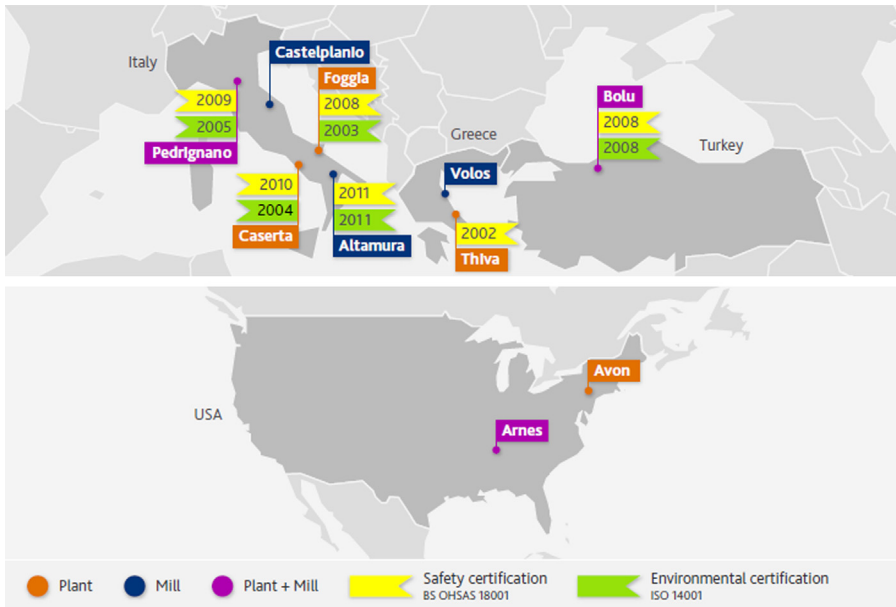 Italy
Castelplanio
Foggia
2009
2008
2005
2003
Pedrignano
2010
2004
Caserta
2011
2011
Altamura
Greece
Volos
2002
Thiva
Bolu
2008
2008
Turkey
USA
Avon
Arnes
Plant
Mill
Plant + Mill
Safety certification
BS OHSAS 18001
Environmental certification
ISO 14001